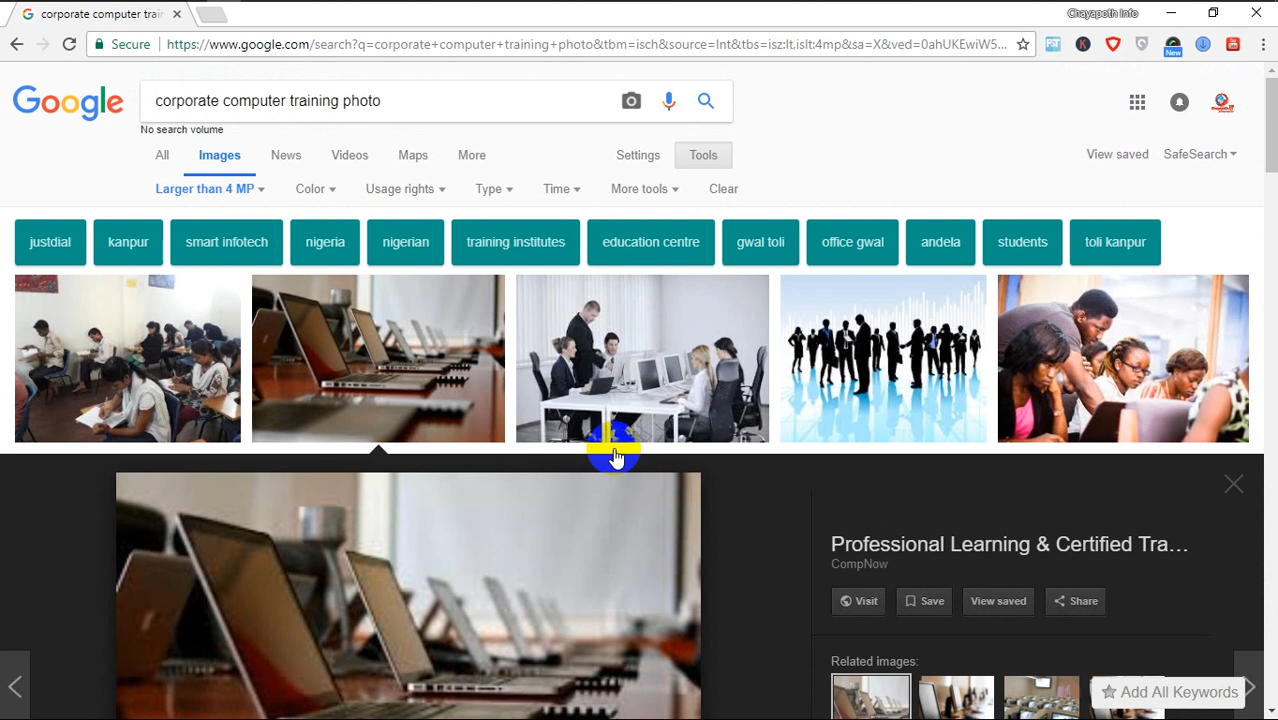 corporate computer trai
Chayapoth Info
Secure
https://www.google.com/search?q=corporate+computer+training+photo&tbm=isch&source=lnt&tbs=isz:lt,islt:4mp&sa=X&ved=0ahUKEwiW5...
New
Google
corporate computer training photo
No search volume
All
Images
News
Videos
Maps
More
Settings
Tools
View saved
SafeSearch
Larger than 4 MP
Color
Usage rights
Type
Time
More tools
Clear
justdial
kanpur
smart infotech
nigeria
nigerian
training institutes
education centre
gwal toli
office gwal
andela
students
toli kanpur
Professional Learning & Certified Tra...
CompNow
Visit
Save
View saved
Share
Related images:
Add All Keywords